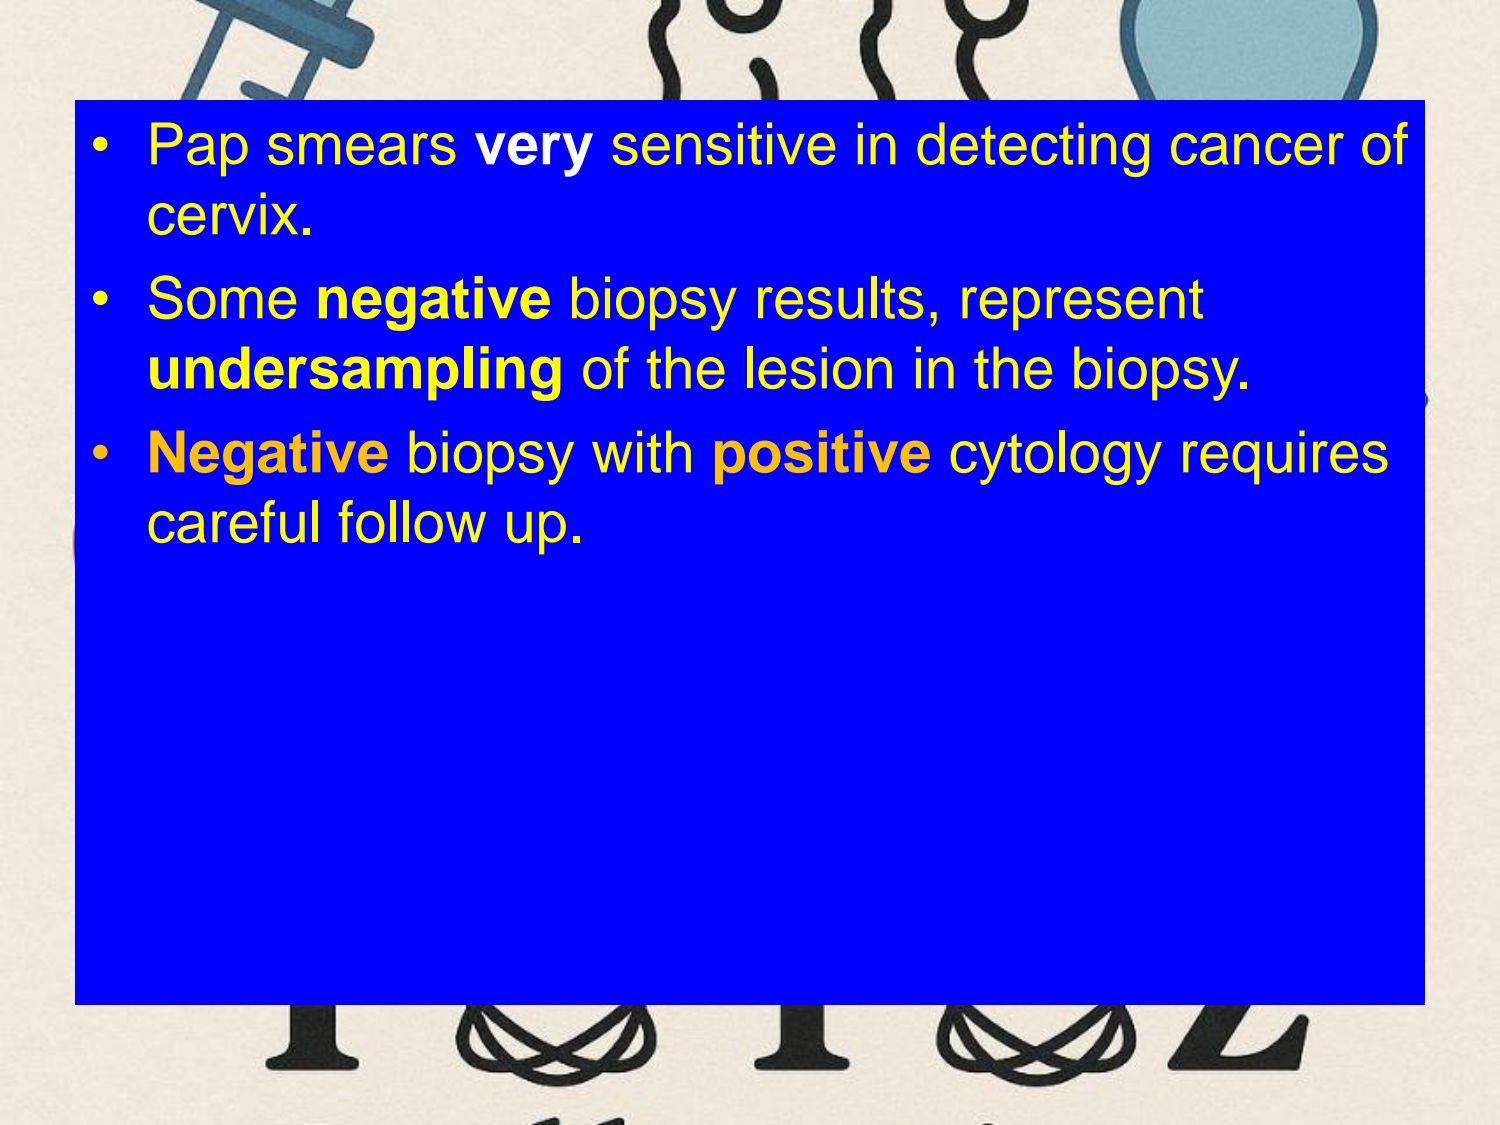 • Pap smears very sensitive in detecting cancer of
cervix.
• Some negative biopsy results, represent
undersampling of the lesion in the biopsy.
• Negative biopsy with positive cytology requires
careful follow up.